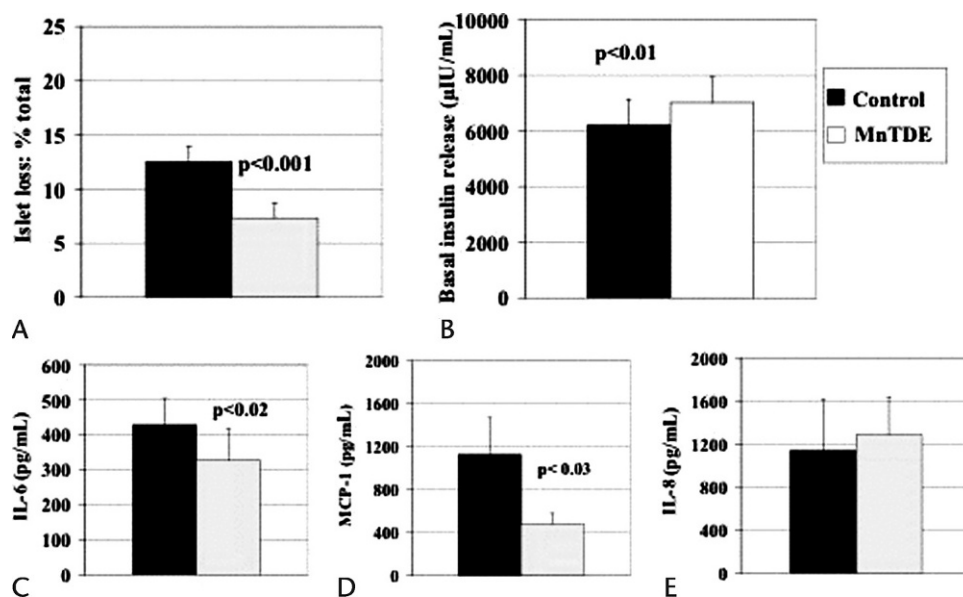 Islet loss: % total
25
20
15
10
5
0
p<0.001
A
Basal insulin release (µIU/mL)
10000
8000
6000
4000
2000
0
p<0.01
B
Control
MnTDE
IL-6 (pg/mL)
600
500
400
300
200
100
0
p<0.02
C
MCP-1 (pg/mL)
2000
1600
1200
800
400
0
p< 0.03
D
IL-8 (pg/mL)
2000
1600
1200
800
400
0
E